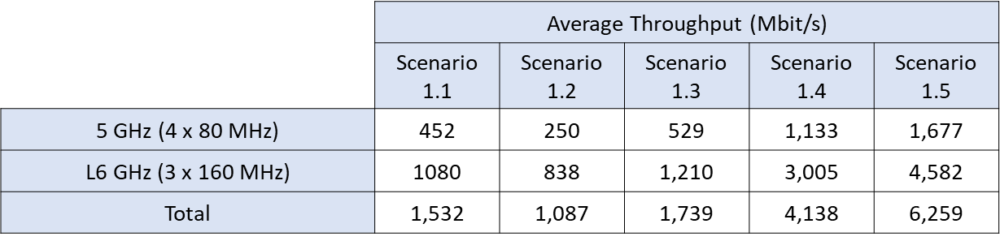 Average Throughput (Mbit/s)
Scenario 1.1 Scenario 1.2 Scenario 1.3 Scenario 1.4 Scenario 1.5
5 GHz (4 x 80 MHz) 452 250 529 1,133 1,677
L6 GHz (3 x 160 MHz) 1080 838 1,210 3,005 4,582
Total 1,532 1,087 1,739 4,138 6,259